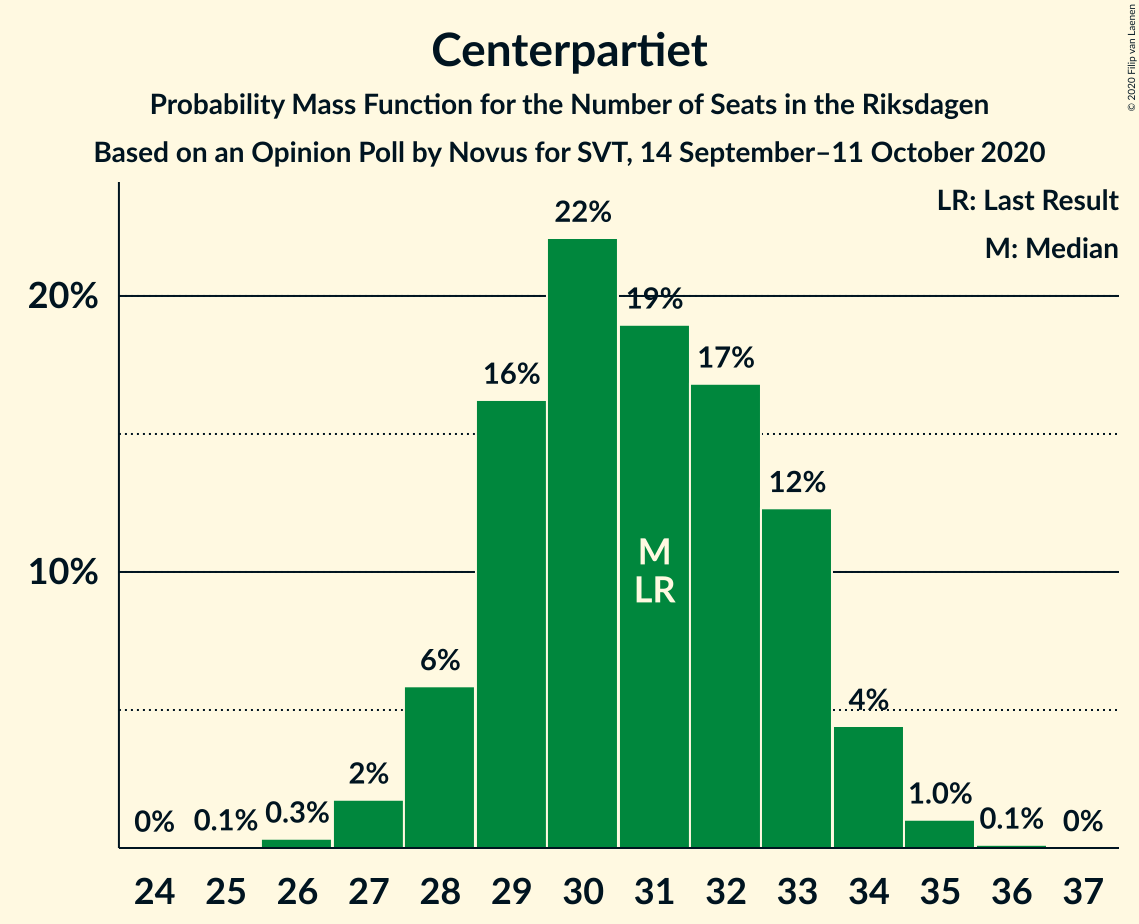 Centerpartiet
Probability Mass Function for the Number of Seats in the Riksdagen
Based on an Opinion Poll by Novus for SVT, 14 September–11 October 2020
© 2020 Filip van Laenen
LR: Last Result
M: Median
22%
20%
19%
17%
16%
12%
10%
M
LR
6%
4%
2%
1.0%
0%
0.1%
0.3%
0.1%
0%
24 25 26 27 28 29 30 31 32 33 34 35 36 37